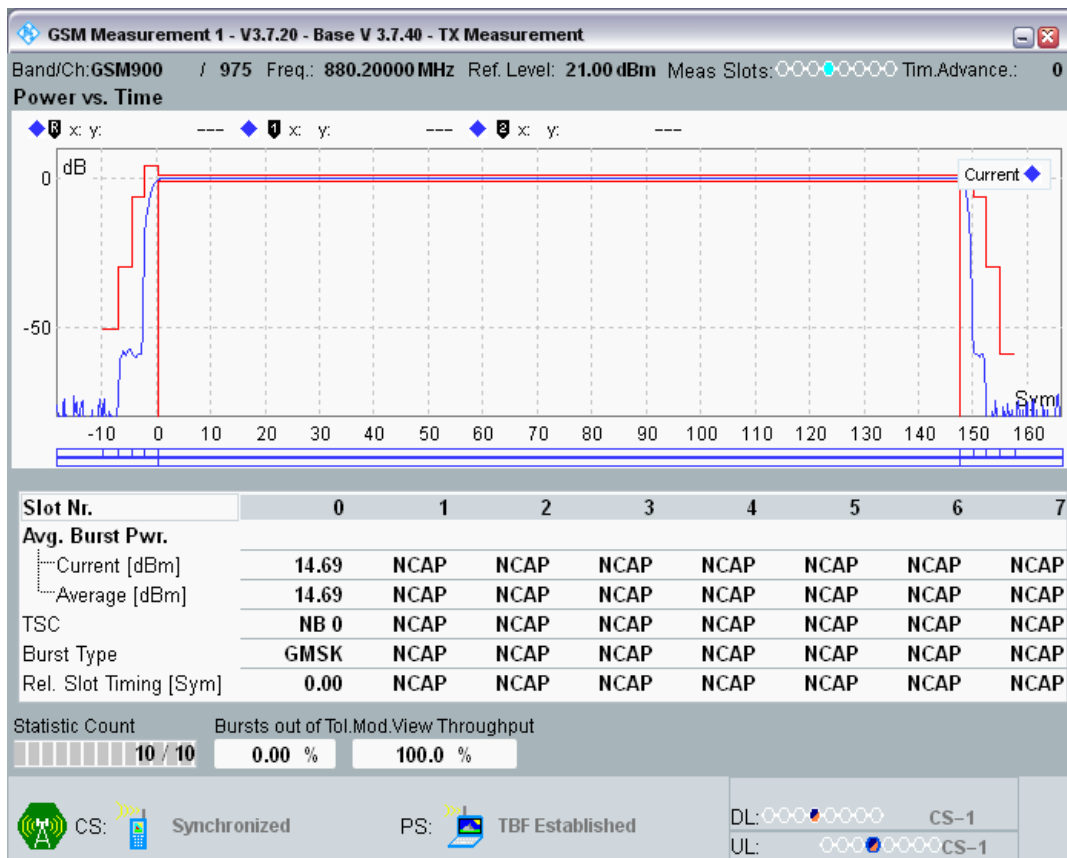 GSM Measurement 1 - V3.7.20 - Base V 3.7.40 - TX Measurement
Band/Ch:GSM900 / 975 Freq.: 880.20000 MHz Ref. Level: 21.00 dBm Meas Slots: Tim.Advance.: 0
Power vs. Time
R x: y: --- 1 x: y: --- 2 x: y: ---
dB
0
Current
-50
Sym
-10 0 10 20 30 40 50 60 70 80 90 100 110 120 130 140 150 160
Slot Nr. 0 1 2 3 4 5 6 7
Avg. Burst Pwr.
Current [dBm] 14.69 NCAP NCAP NCAP NCAP NCAP NCAP NCAP
Average [dBm] 14.69 NCAP NCAP NCAP NCAP NCAP NCAP NCAP
TSC NB 0 NCAP NCAP NCAP NCAP NCAP NCAP NCAP
Burst Type GMSK NCAP NCAP NCAP NCAP NCAP NCAP NCAP
Rel. Slot Timing [Sym] 0.00 NCAP NCAP NCAP NCAP NCAP NCAP NCAP
Statistic Count Bursts out of Tol. Mod.View Throughput
10 / 10 0.00 % 100.0 %
CS: Synchronized PS: TBF Established
DL: CS-1
UL: CS-1